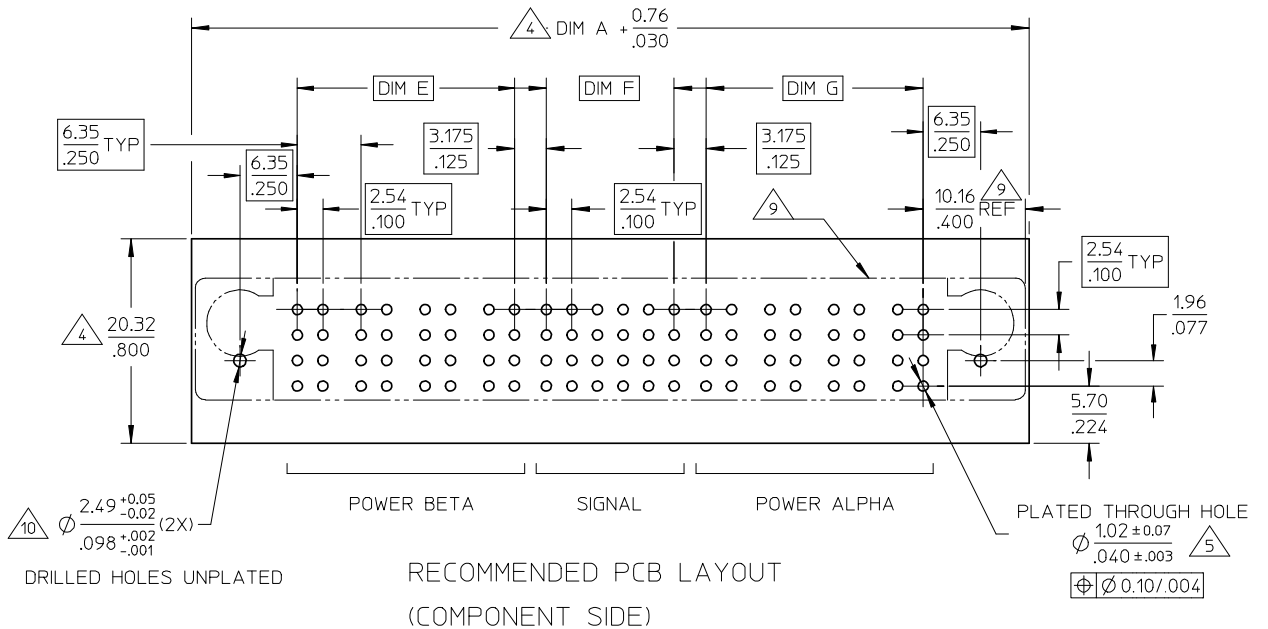 4 DIM A + 0.76
.030
DIM E
DIM F
DIM G
6.35 TYP
.250
6.35
.250
3.175
.125
3.175
.125
6.35
.250
2.54 TYP
.100
2.54 TYP
.100
9
10.16 REF
.400
9
2.54 TYP
.100
4 20.32
.800
1.96
.077
5.70
.224
POWER BETA
SIGNAL
POWER ALPHA
10 Ø 2.49 +0.05 -0.02 (2X)
.098 +.002 -.001
DRILLED HOLES UNPLATED
PLATED THROUGH HOLE
Ø 1.02 ±0.07
.040 ±.003
5
⌖ Ø 0.10/.004
RECOMMENDED PCB LAYOUT
(COMPONENT SIDE)